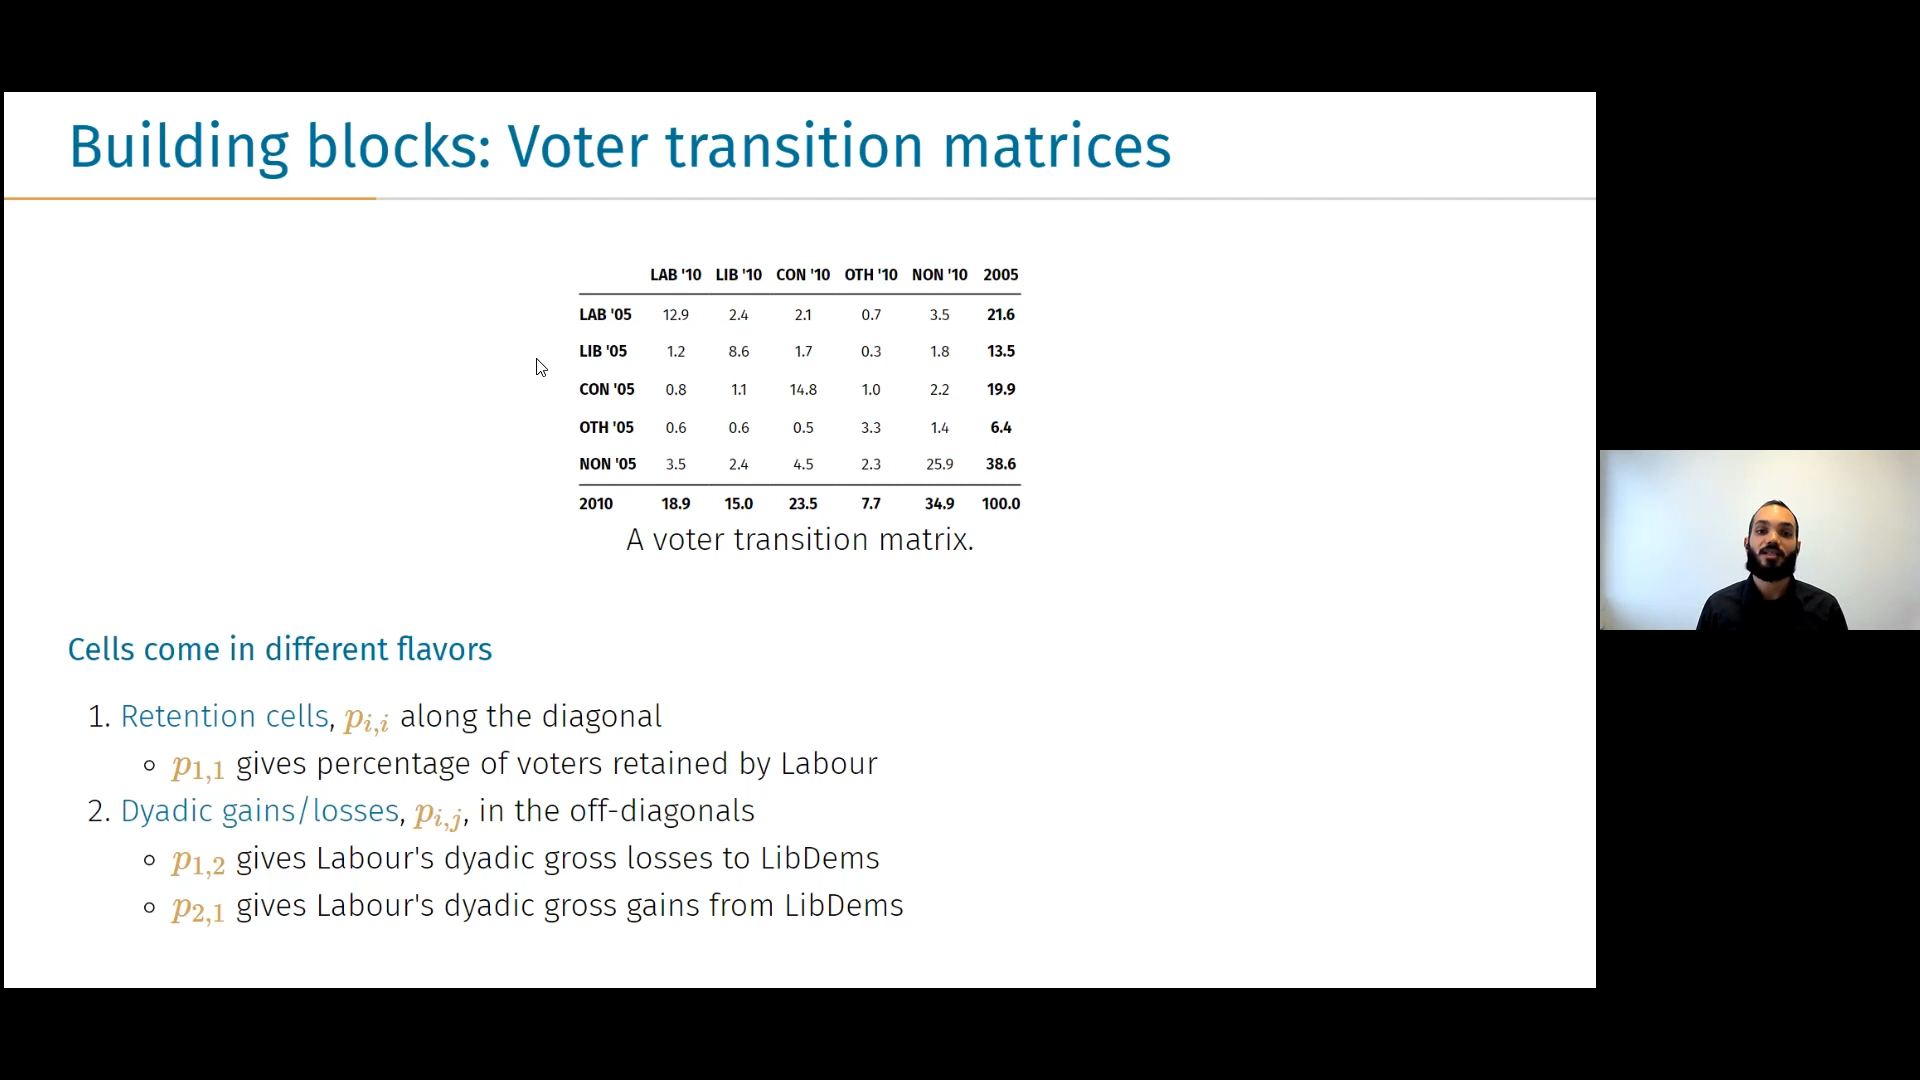 Building blocks: Voter transition matrices
LAB '10 LIB '10 CON '10 OTH '10 NON '10 2005
LAB '05 12.9 2.4 2.1 0.7 3.5 21.6
LIB '05 1.2 8.6 1.7 0.3 1.8 13.5
CON '05 0.8 1.1 14.8 1.0 2.2 19.9
OTH '05 0.6 0.6 0.5 3.3 1.4 6.4
NON '05 3.5 2.4 4.5 2.3 25.9 38.6
2010 18.9 15.0 23.5 7.7 34.9 100.0
A voter transition matrix.
Cells come in different flavors
1. Retention cells, p_{i,i} along the diagonal
∘ p_{1,1} gives percentage of voters retained by Labour
2. Dyadic gains/losses, p_{i,j}, in the off-diagonals
∘ p_{1,2} gives Labour's dyadic gross losses to LibDems
∘ p_{2,1} gives Labour's dyadic gross gains from LibDems